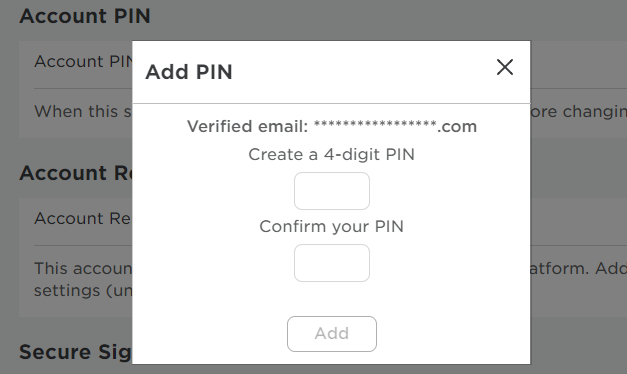 Account PIN
Account PIN
Add PIN
When this s
ore changin
Verified email: *****************.com
Create a 4-digit PIN
Account Re
Confirm your PIN
Account Re
This accoun
atform. Add
settings (un
Add
Secure Sig